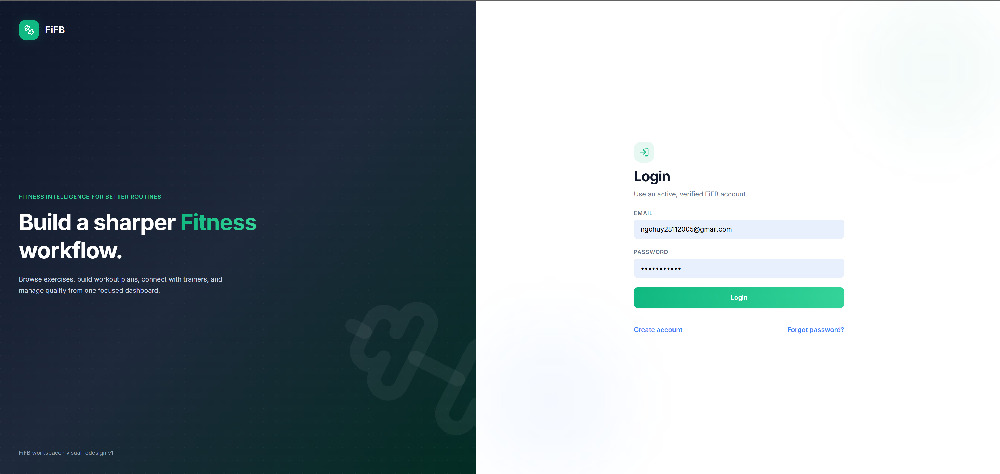 FiFB
FITNESS INTELLIGENCE FOR BETTER ROUTINES
Build a sharper Fitness
workflow.
Browse exercises, build workout plans, connect with trainers, and
manage quality from one focused dashboard.
FiFB workspace · visual redesign v1
Login
Use an active, verified FiFB account.
EMAIL
ngohuy28112005@gmail.com
PASSWORD
•••••••••••
Login
Create account
Forgot password?